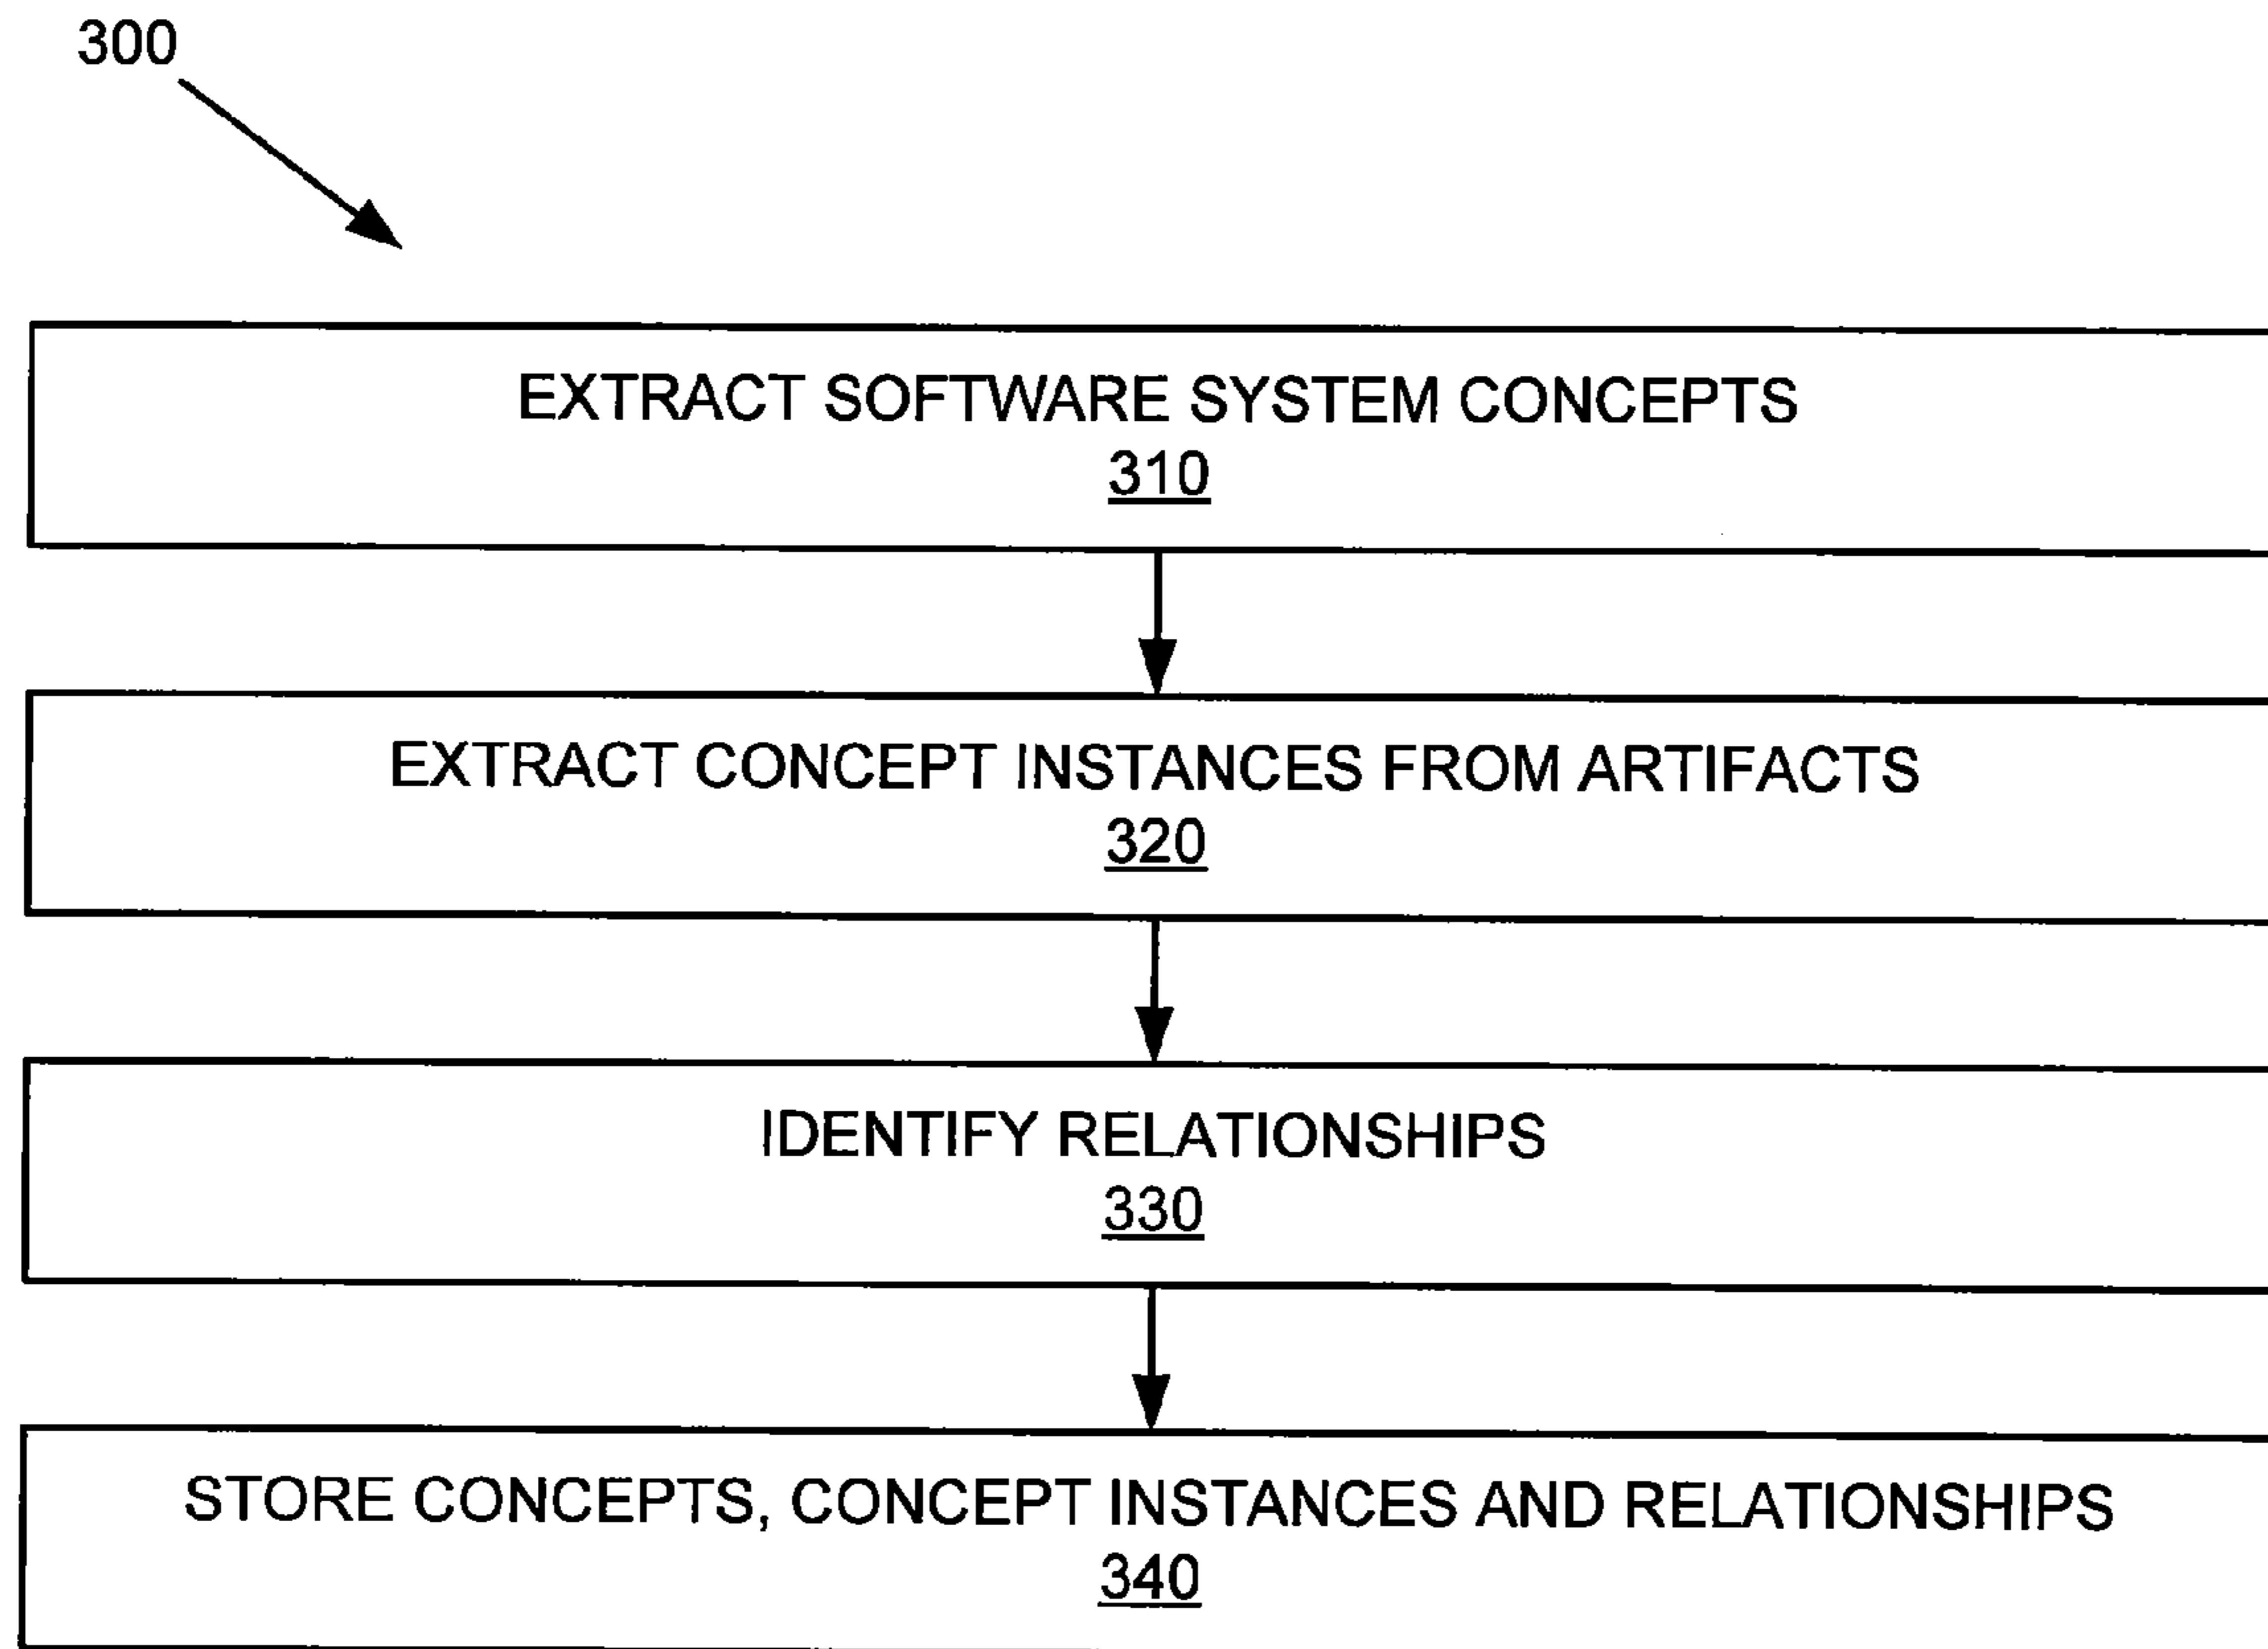 300
EXTRACT SOFTWARE SYSTEM CONCEPTS
310
EXTRACT CONCEPT INSTANCES FROM ARTIFACTS
320
IDENTIFY RELATIONSHIPS
330
STORE CONCEPTS, CONCEPT INSTANCES AND RELATIONSHIPS
340